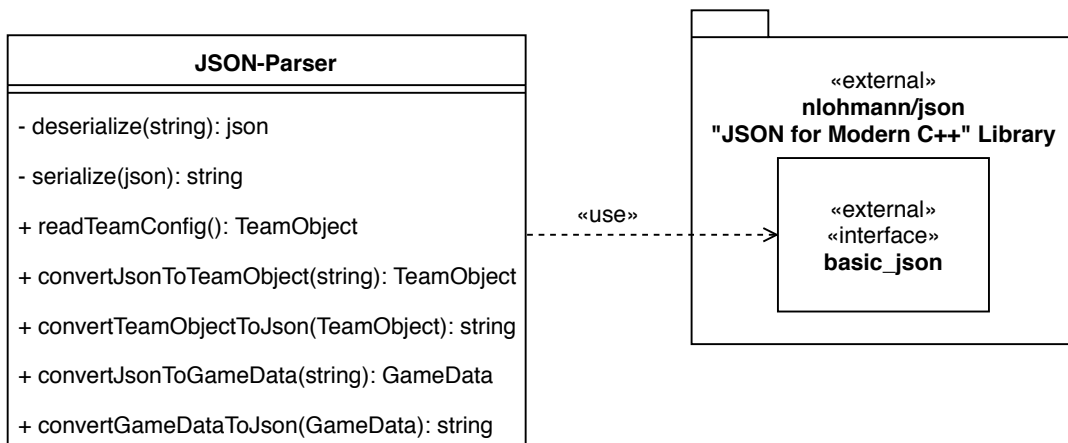 JSON-Parser
- deserialize(string): json
- serialize(json): string
+ readTeamConfig(): TeamObject
+ convertJsonToTeamObject(string): TeamObject
+ convertTeamObjectToJson(TeamObject): string
+ convertJsonToGameData(string): GameData
+ convertGameDataToJson(GameData): string
«use»
«external»
nlohmann/json
"JSON for Modern C++" Library
«external»
«interface»
basic_json